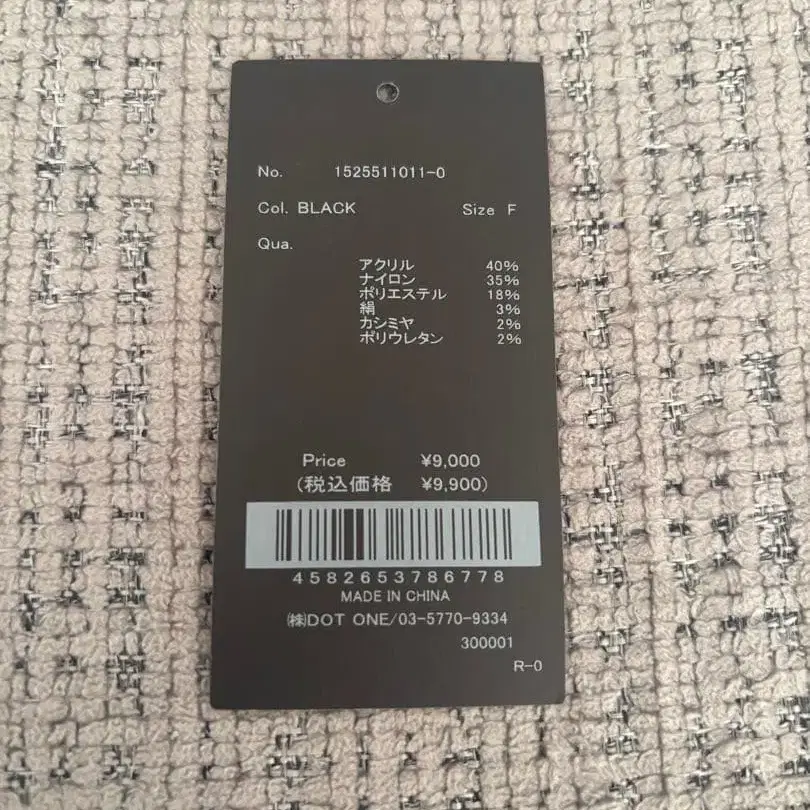 No. 1525511011-0
Col. BLACK Size F
Qua.
アクリル 40%
ナイロン 35%
ポリエステル 18%
絹 3%
カシミヤ 2%
ポリウレタン 2%
Price ¥9,000
(税込価格 ¥9,900)
4582653786778
MADE IN CHINA
㈱DOT ONE/03-5770-9334
300001
R-0